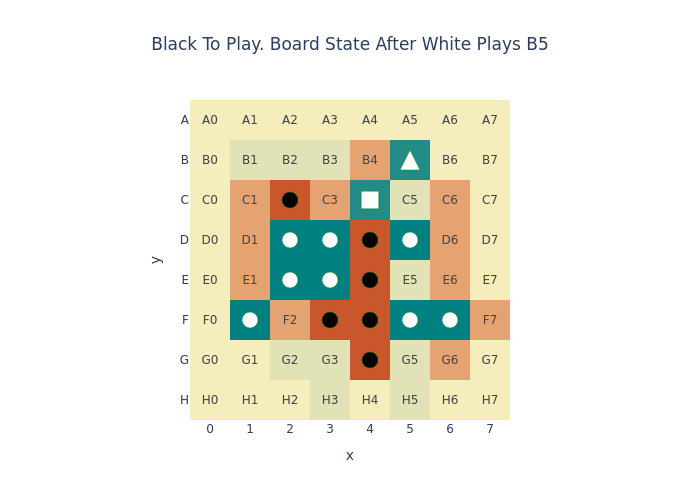 Black To Play. Board State After White Plays B5
A A0 A1 A2 A3 A4 A5 A6 A7
B B0 B1 B2 B3 B4 B6 B7
C C0 C1 C3 C5 C6 C7
D D0 D1 D6 D7
y
E E0 E1 E5 E6 E7
F F0 F2 F7
G G0 G1 G2 G3 G5 G6 G7
H H0 H1 H2 H3 H4 H5 H6 H7
0 1 2 3 4 5 6 7
x